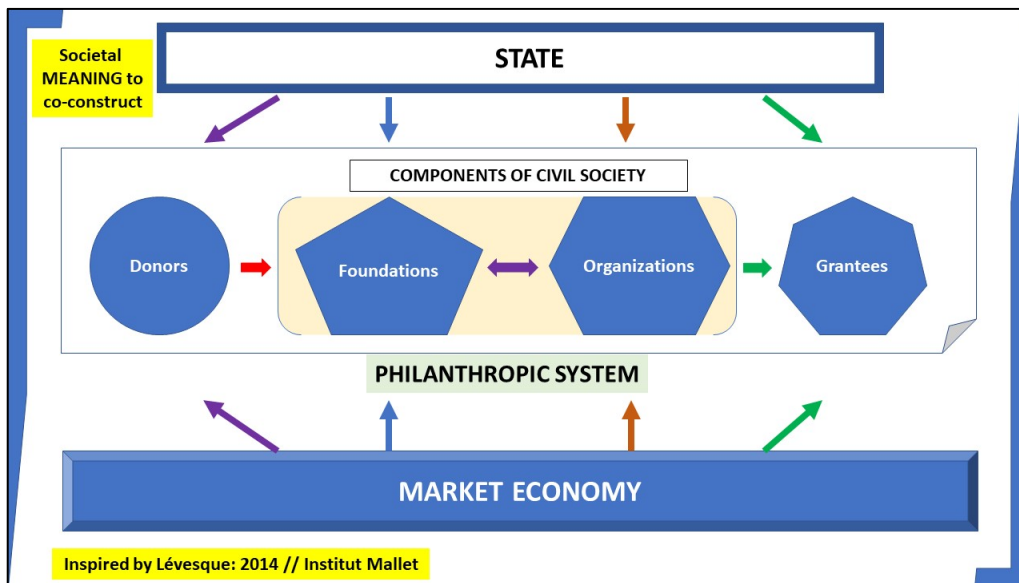 Societal
MEANING to
co-construct
STATE
COMPONENTS OF CIVIL SOCIETY
Donors
Foundations
Organizations
Grantees
PHILANTHROPIC SYSTEM
MARKET ECONOMY
Inspired by Lévesque: 2014 // Institut Mallet